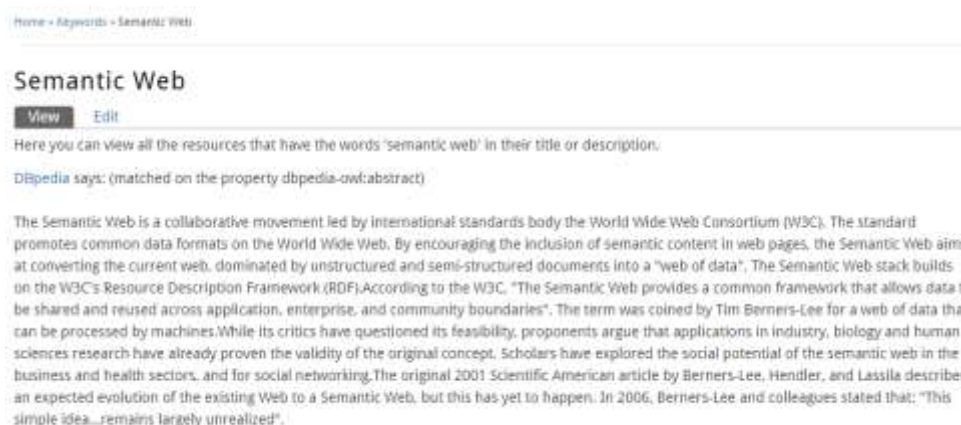 Home » Keywords » Semantic Web
Semantic Web
View Edit
Here you can view all the resources that have the words 'semantic web' in their title or description.
DBpedia says: (matched on the property dbpedia-owl:abstract)
The Semantic Web is a collaborative movement led by international standards body the World Wide Web Consortium (W3C). The standard
promotes common data formats on the World Wide Web. By encouraging the inclusion of semantic content in web pages, the Semantic Web aim
at converting the current web, dominated by unstructured and semi-structured documents into a "web of data". The Semantic Web stack builds
on the W3C's Resource Description Framework (RDF).According to the W3C, "The Semantic Web provides a common framework that allows data t
be shared and reused across application, enterprise, and community boundaries". The term was coined by Tim Berners-Lee for a web of data tha
can be processed by machines.While its critics have questioned its feasibility, proponents argue that applications in industry, biology and human
sciences research have already proven the validity of the original concept. Scholars have explored the social potential of the semantic web in the
business and health sectors, and for social networking.The original 2001 Scientific American article by Berners-Lee, Hendler, and Lassila describe
an expected evolution of the existing Web to a Semantic Web, but this has yet to happen. In 2006, Berners-Lee and colleagues stated that: "This
simple idea...remains largely unrealized".